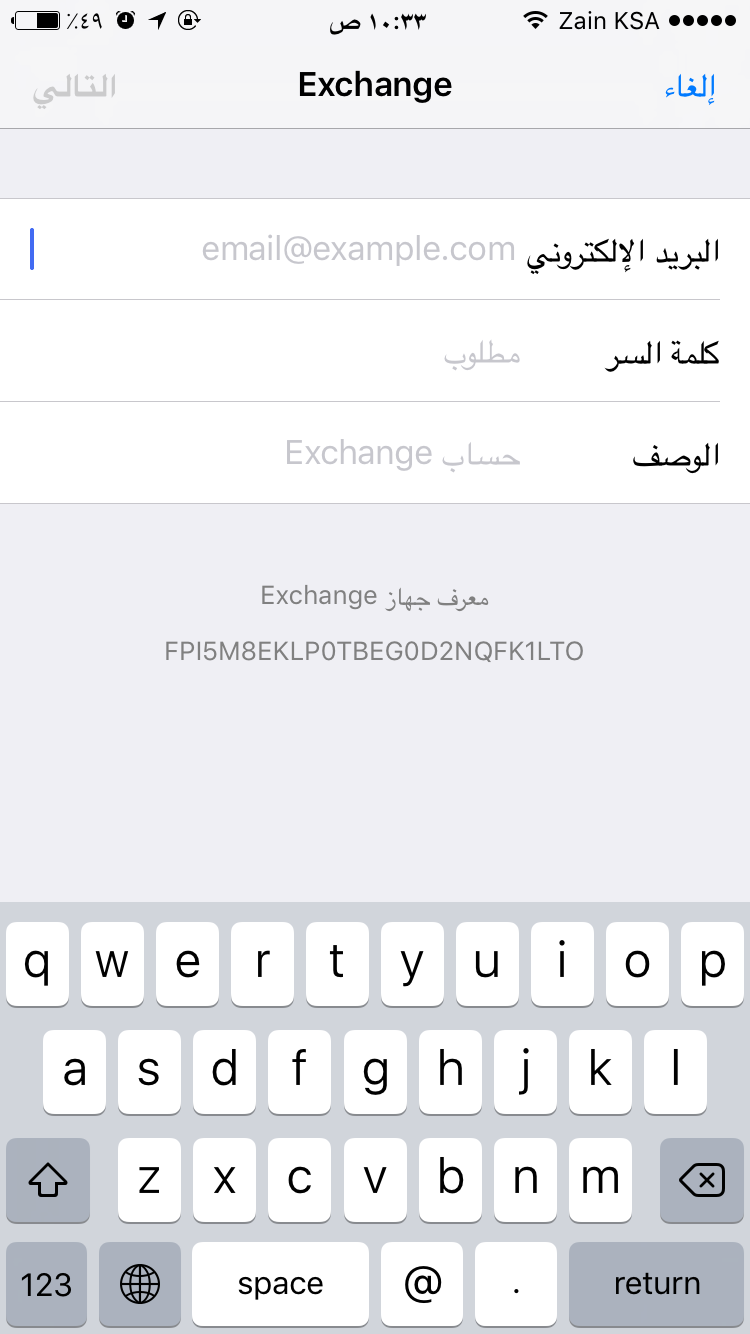 ٪٤٩ ١٠:٣٣ ص Zain KSA
إلغاء Exchange التالي
البريد الإلكتروني email@example.com
كلمة السر مطلوب
الوصف حساب Exchange
معرف جهاز Exchange
FPI5M8EKLP0TBEG0D2NQFK1LTO
q w e r t y u i o p
a s d f g h j k l
z x c v b n m
123 space @ . return